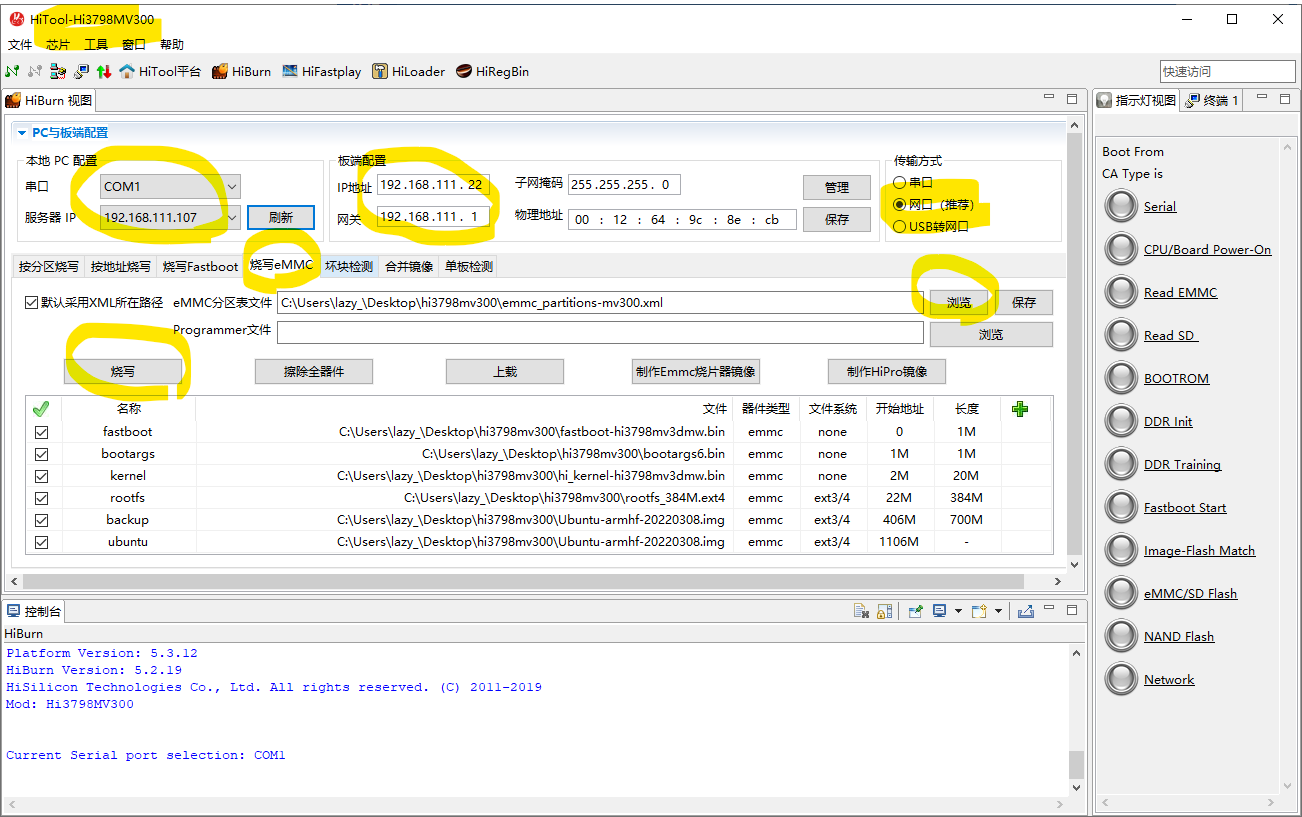 HiTool-Hi3798MV300
文件 芯片 工具 窗口 帮助
HiTool平台 HiBurn HiFastplay HiLoader HiRegBin 快速访问
HiBurn 视图
PC与板端配置
本地 PC 配置
串口 COM1
服务器 IP 192.168.111.107 刷新
板端配置
IP地址 192.168.111. 22 子网掩码 255.255.255. 0 管理
网关 192.168.111. 1 物理地址 00 : 12 : 64 : 9c : 8e : cb 保存
传输方式
串口
网口（推荐）
USB转网口
按分区烧写 按地址烧写 烧写Fastboot 烧写eMMC 坏块检测 合并镜像 单板检测
默认采用XML所在路径 eMMC分区表文件 C:\Users\lazy_\Desktop\hi3798mv300\emmc_partitions-mv300.xml 浏览 保存
Programmer文件 浏览
烧写 擦除全器件 上载 制作Emmc烧片器镜像 制作HiPro镜像
名称 文件 器件类型 文件系统 开始地址 长度
fastboot C:\Users\lazy_\Desktop\hi3798mv300\fastboot-hi3798mv3dmw.bin emmc none 0 1M
bootargs C:\Users\lazy_\Desktop\hi3798mv300\bootargs6.bin emmc none 1M 1M
kernel C:\Users\lazy_\Desktop\hi3798mv300\hi_kernel-hi3798mv3dmw.bin emmc none 2M 20M
rootfs C:\Users\lazy_\Desktop\hi3798mv300\rootfs_384M.ext4 emmc ext3/4 22M 384M
backup C:\Users\lazy_\Desktop\hi3798mv300\Ubuntu-armhf-20220308.img emmc ext3/4 406M 700M
ubuntu C:\Users\lazy_\Desktop\hi3798mv300\Ubuntu-armhf-20220308.img emmc ext3/4 1106M -
控制台
HiBurn
Platform Version: 5.3.12
HiBurn Version: 5.2.19
HiSilicon Technologies Co., Ltd. All rights reserved. (C) 2011-2019
Mod: Hi3798MV300
Current Serial port selection: COM1
指示灯视图 终端 1
Boot From
CA Type is
Serial
CPU/Board Power-On
Read EMMC
Read SD
BOOTROM
DDR Init
DDR Training
Fastboot Start
Image-Flash Match
eMMC/SD Flash
NAND Flash
Network